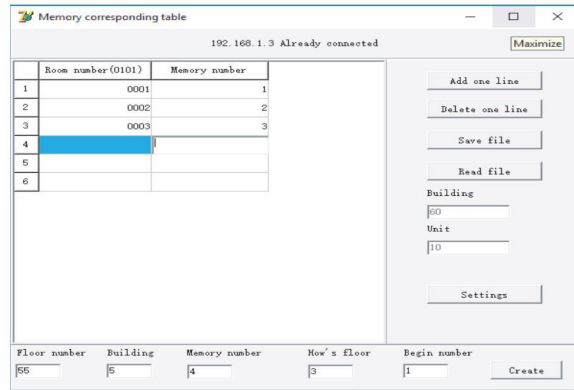 Memory corresponding table
192.168.1.3 Already connected
Maximize
Room number(0101) Memory number
1 0001 1
2 0002 2
3 0003 3
4
5
6
Add one line
Delete one line
Save file
Read file
Building
60
Unit
10
Settings
Floor number Building Memory number How's floor Begin number
55 5 4 3 1 Create